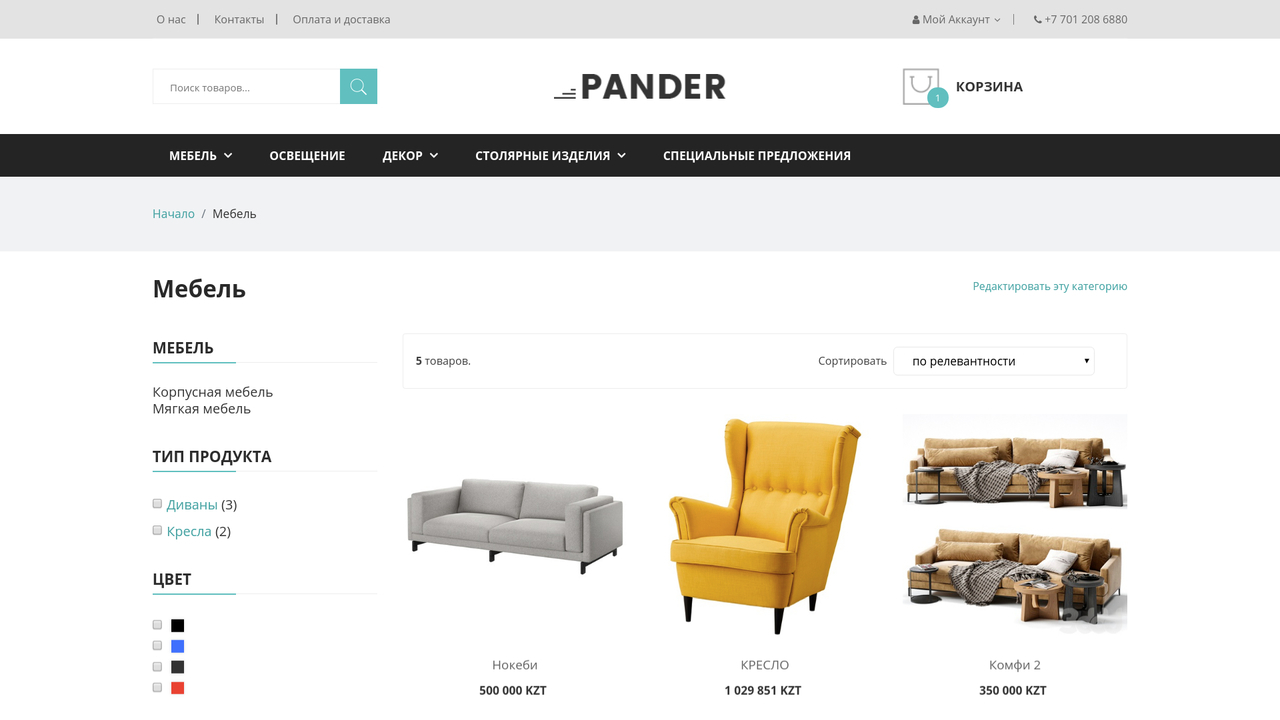 О нас | Контакты | Оплата и доставка
Мой Аккаунт | +7 701 208 6880
Поиск товаров...
PANDER
1 КОРЗИНА
МЕБЕЛЬ ОСВЕЩЕНИЕ ДЕКОР СТОЛЯРНЫЕ ИЗДЕЛИЯ СПЕЦИАЛЬНЫЕ ПРЕДЛОЖЕНИЯ
Начало / Мебель
Мебель
Редактировать эту категорию
МЕБЕЛЬ
Корпусная мебель
Мягкая мебель
ТИП ПРОДУКТА
Диваны (3)
Кресла (2)
ЦВЕТ
5 товаров.
Сортировать по релевантности
Нокеби
500 000 KZT
КРЕСЛО
1 029 851 KZT
Комфи 2
350 000 KZT